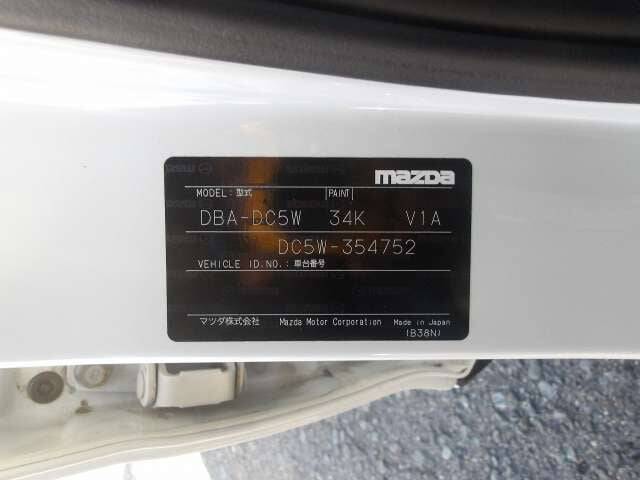 mazda
MODEL:型式 PAINT
DBA-DC5W 34K V1A
DC5W-354752
VEHICLE ID.NO.:車台番号
マツダ株式会社 Mazda Motor Corporation Made in Japan
(B38N)